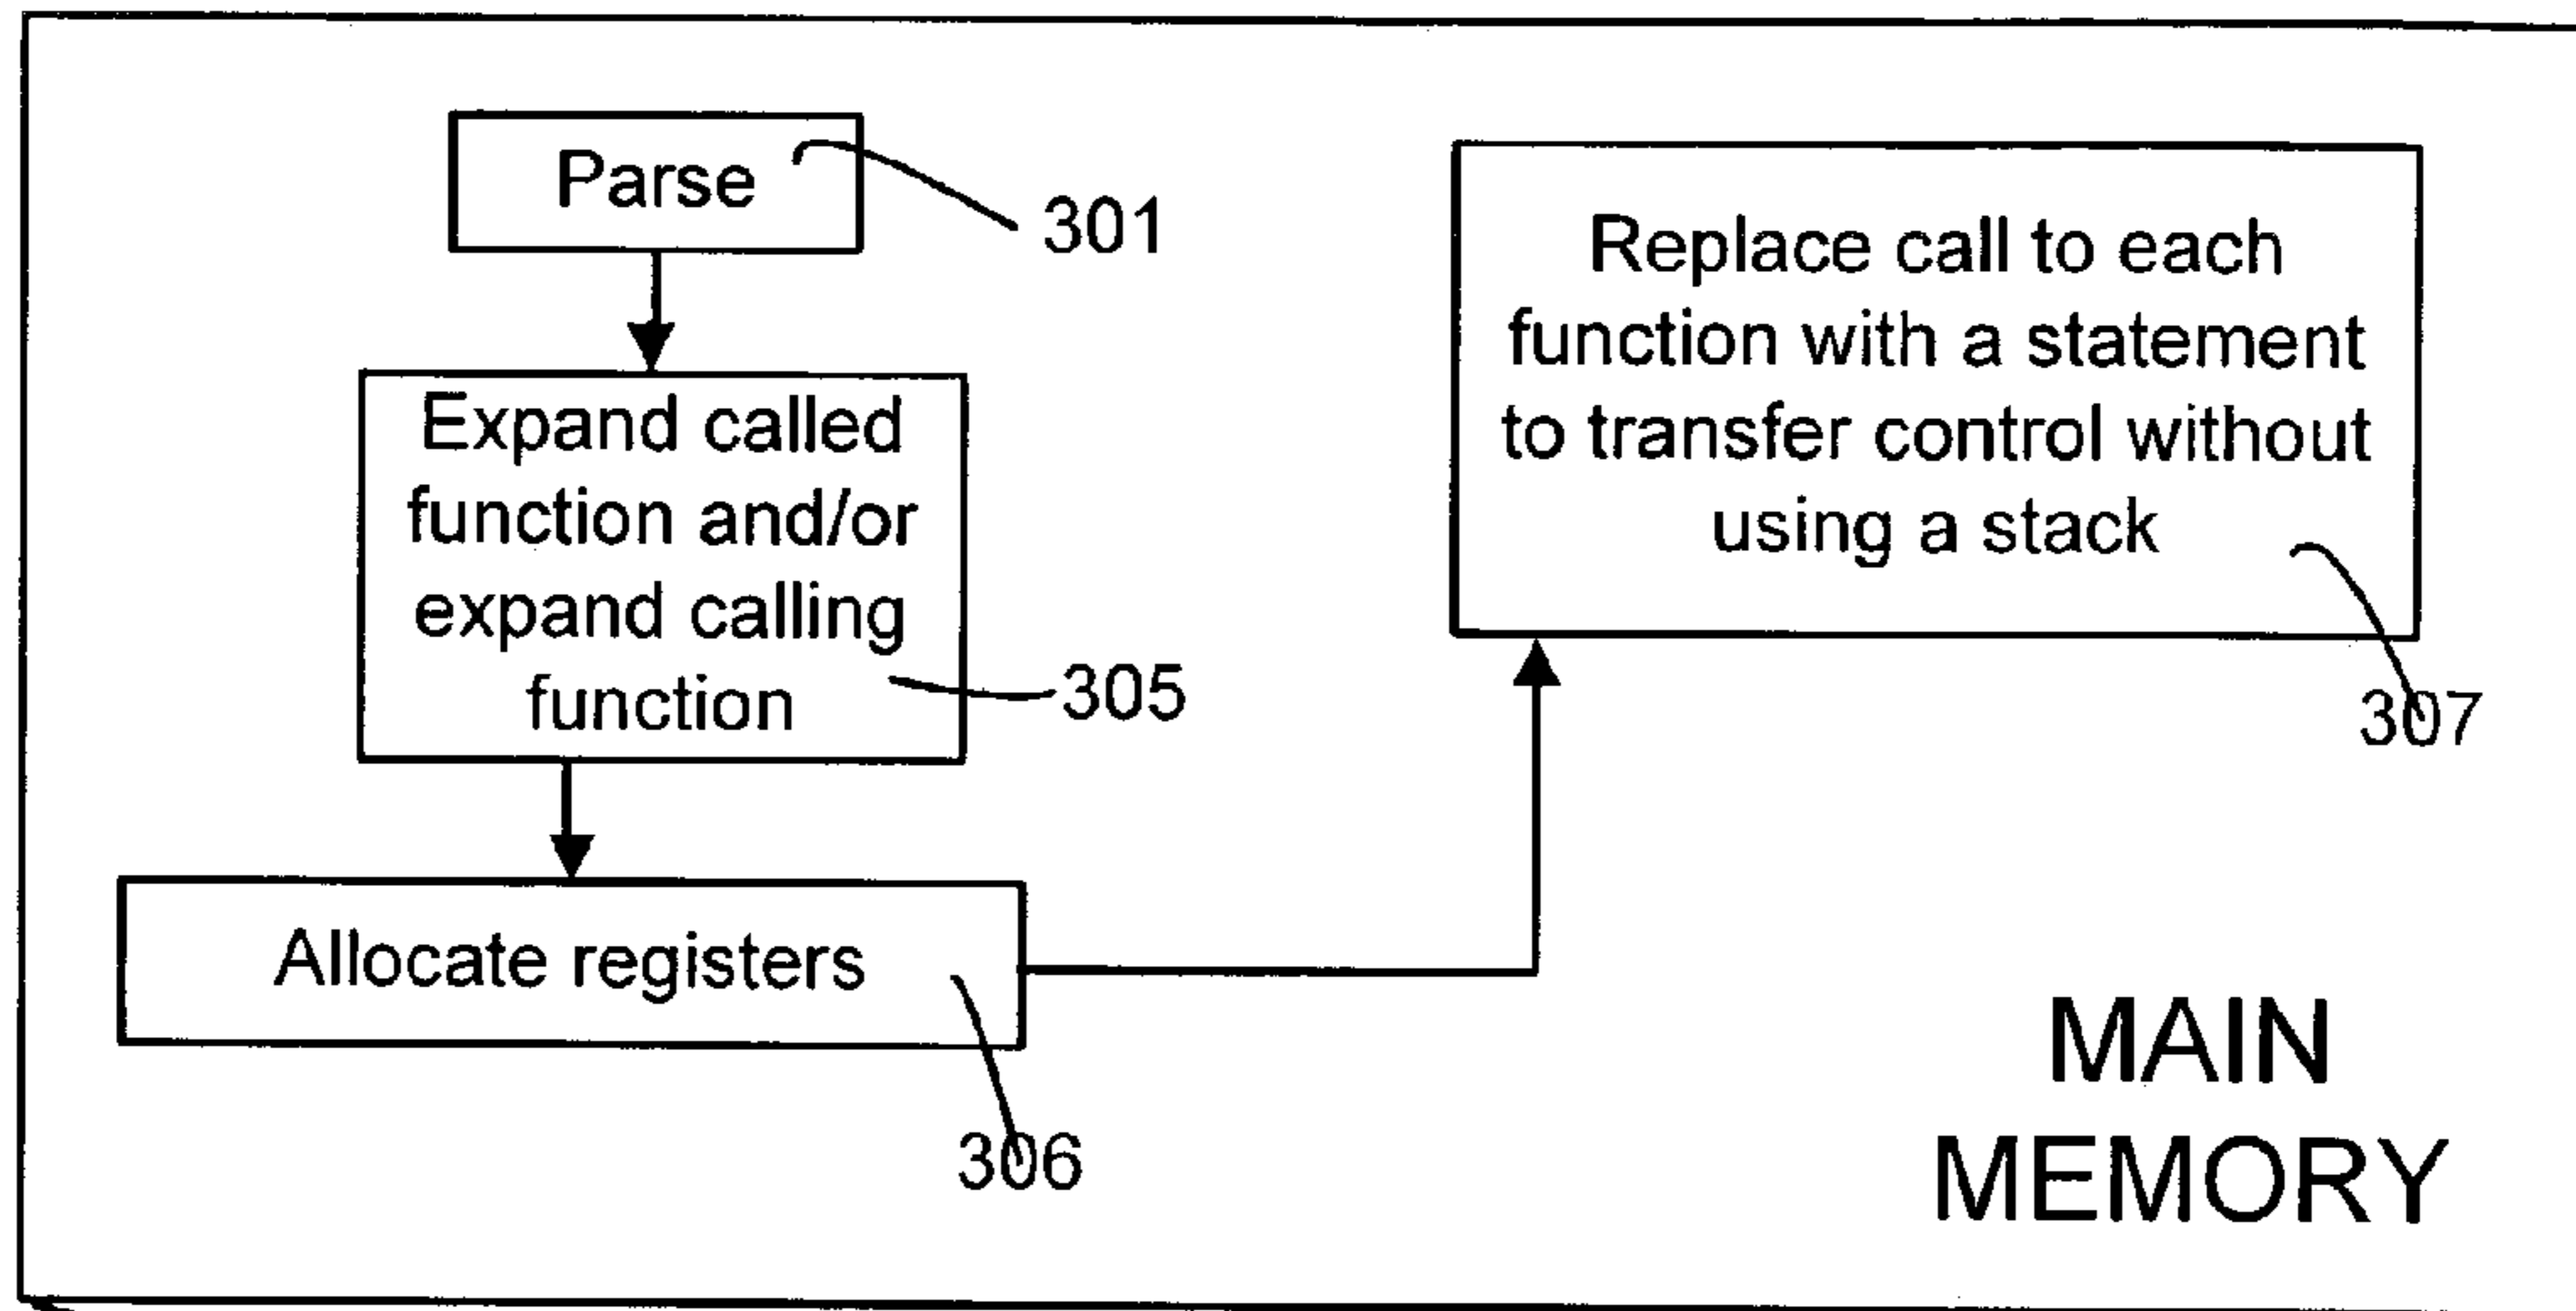 Parse
301
Expand called
function and/or
expand calling
function
305
Allocate registers
306
Replace call to each
function with a statement
to transfer control without
using a stack
307
MAIN
MEMORY